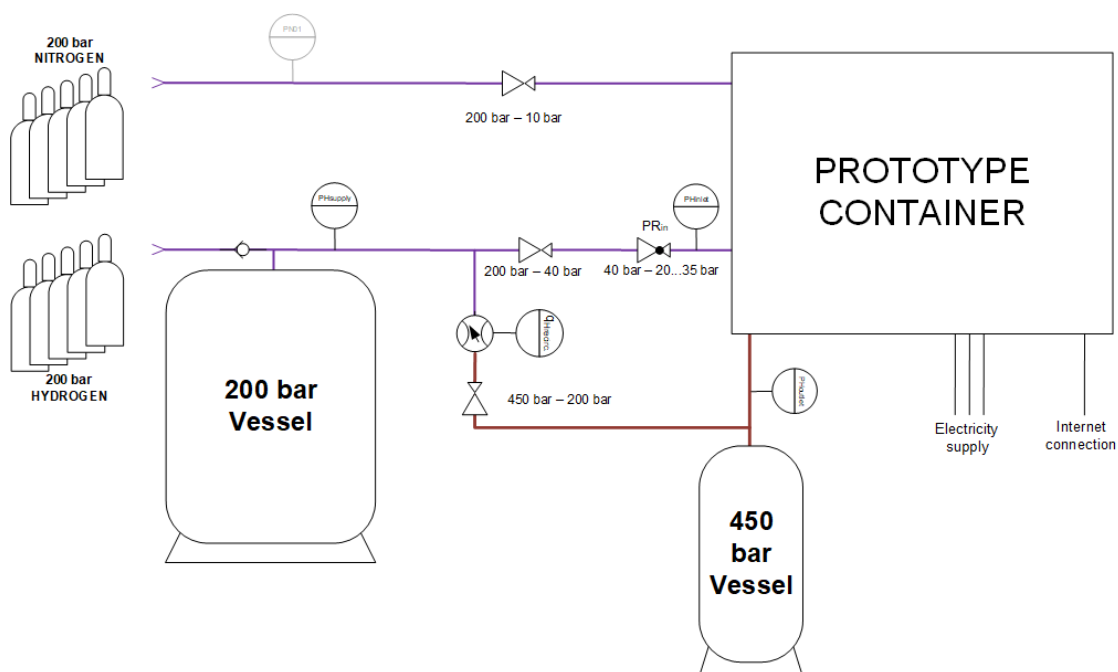 200 bar
NITROGEN
PN01
200 bar – 10 bar
PROTOTYPE
CONTAINER
PHsupply
PRin
PHinlet
200 bar – 40 bar
40 bar – 20...35 bar
200 bar
HYDROGEN
200 bar
Vessel
450 bar – 200 bar
PHoutlet
Electricity
supply
Internet
connection
450
bar
Vessel